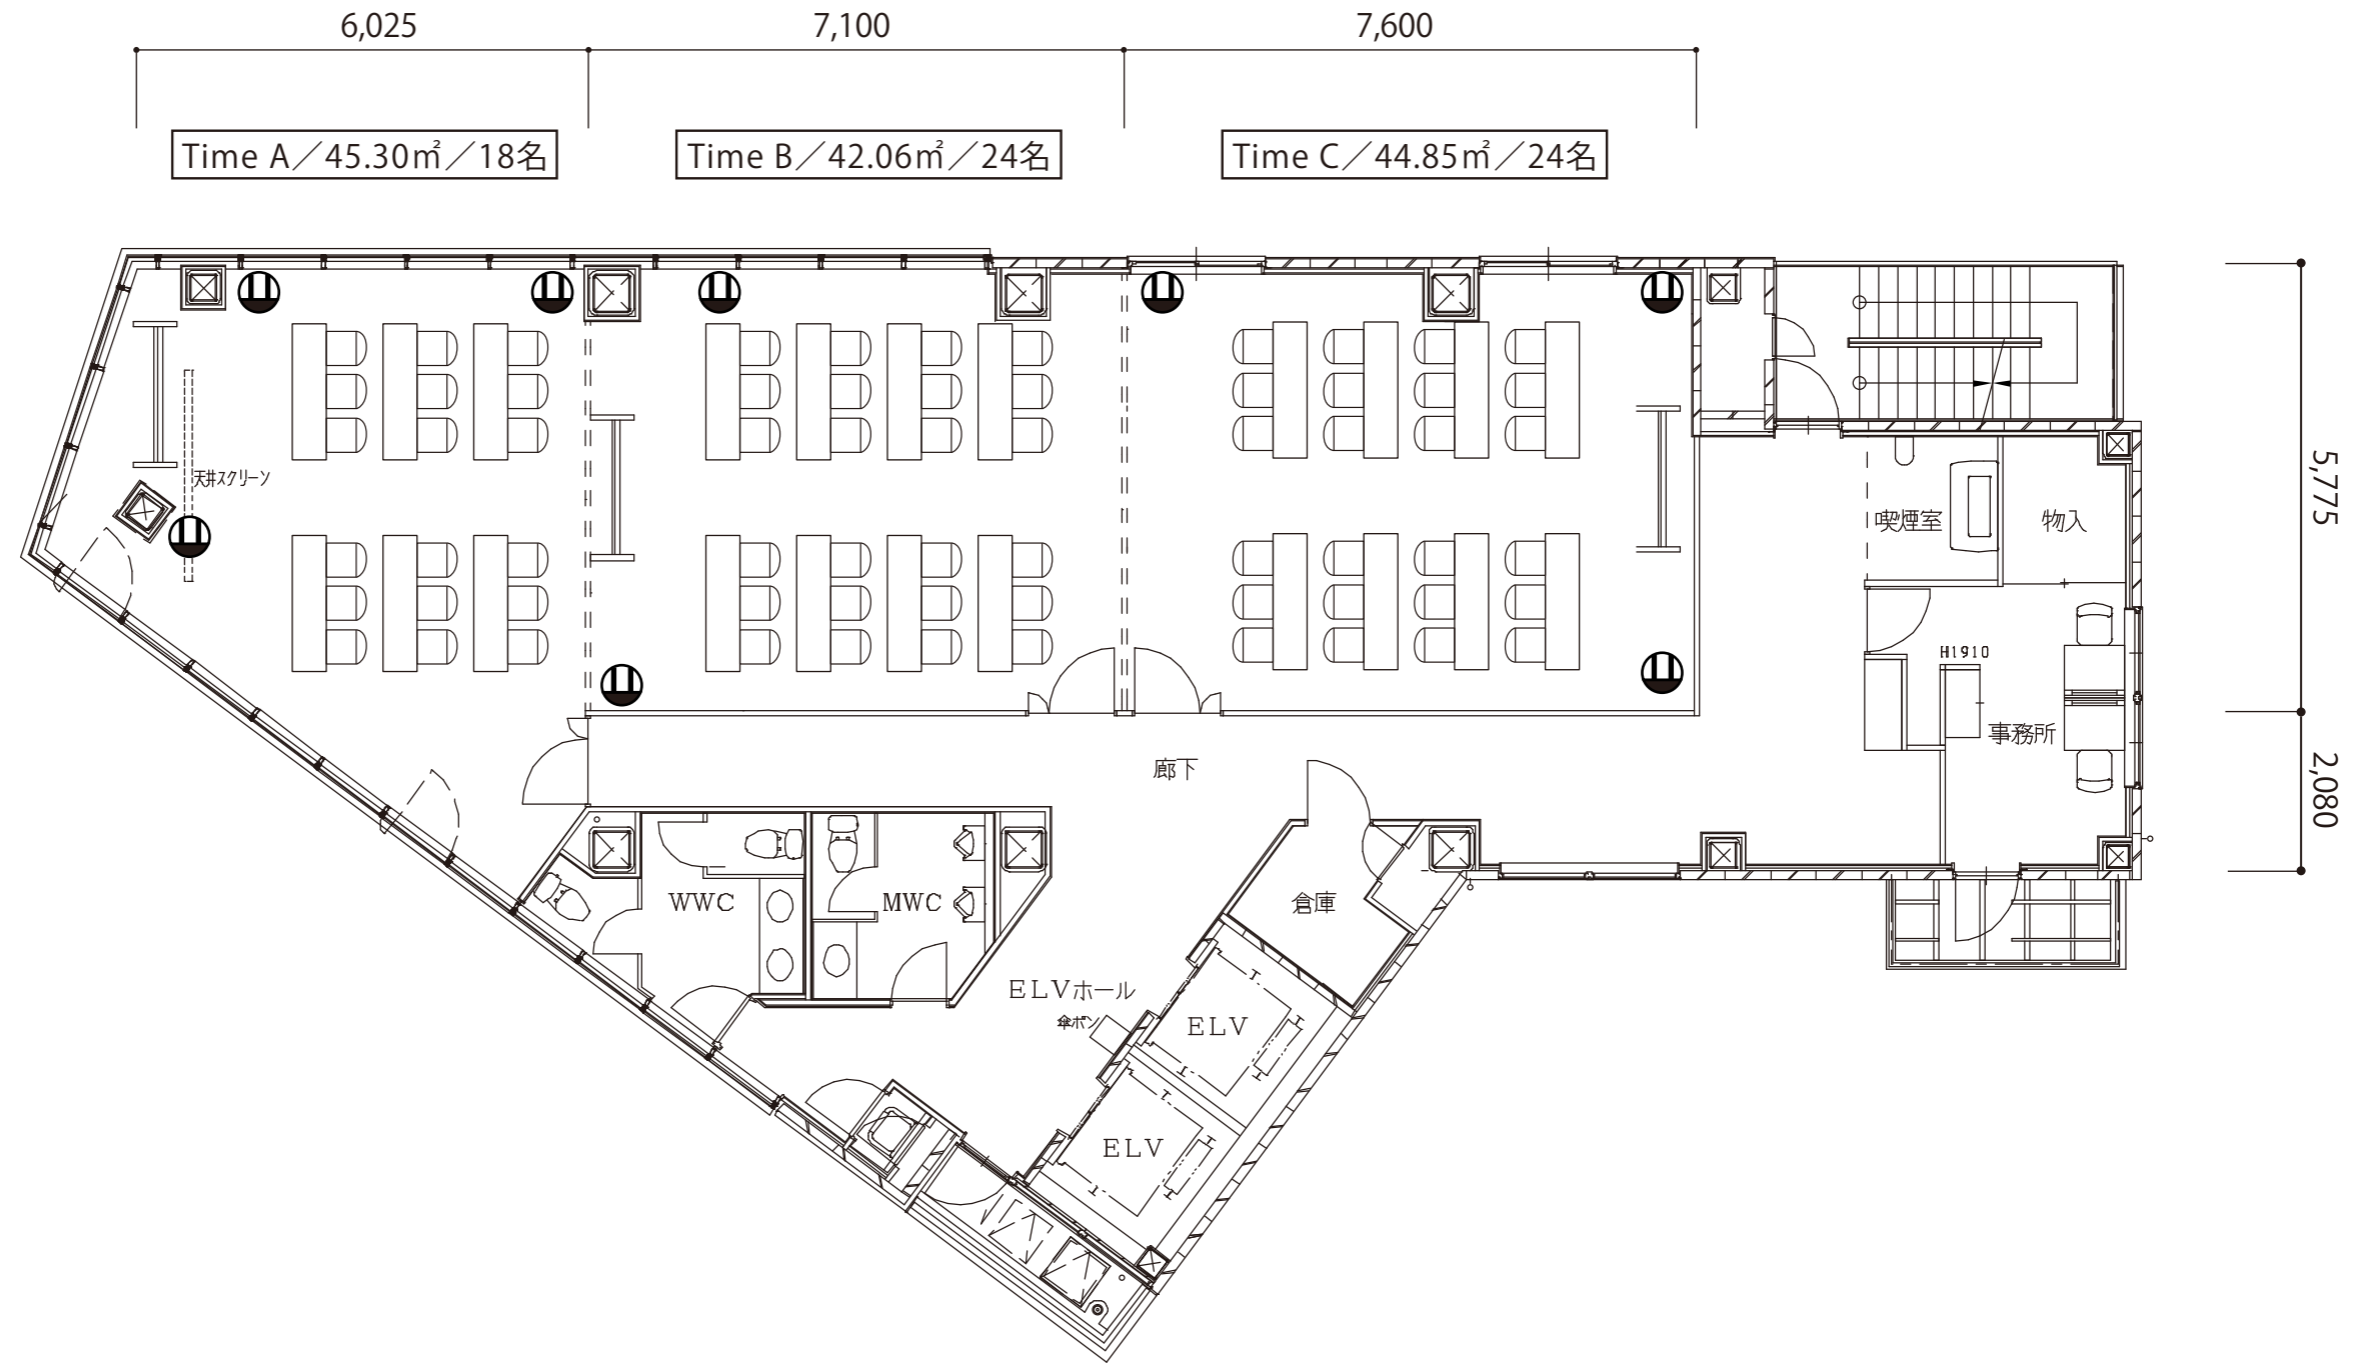 6,025
7,100
7,600
Time A／45.30㎡／18名
Time B／42.06㎡／24名
Time C／44.85㎡／24名
天井スクリーン
喫煙室
物入
5,775
H1910
事務所
廊下
2,080
WWC
MWC
倉庫
ELVホール
傘ポン
ELV
ELV